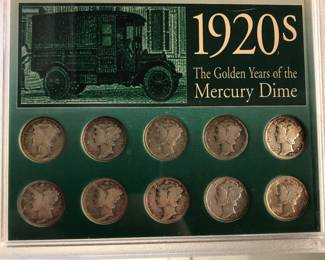 1920s
The Golden Years of the
Mercury Dime